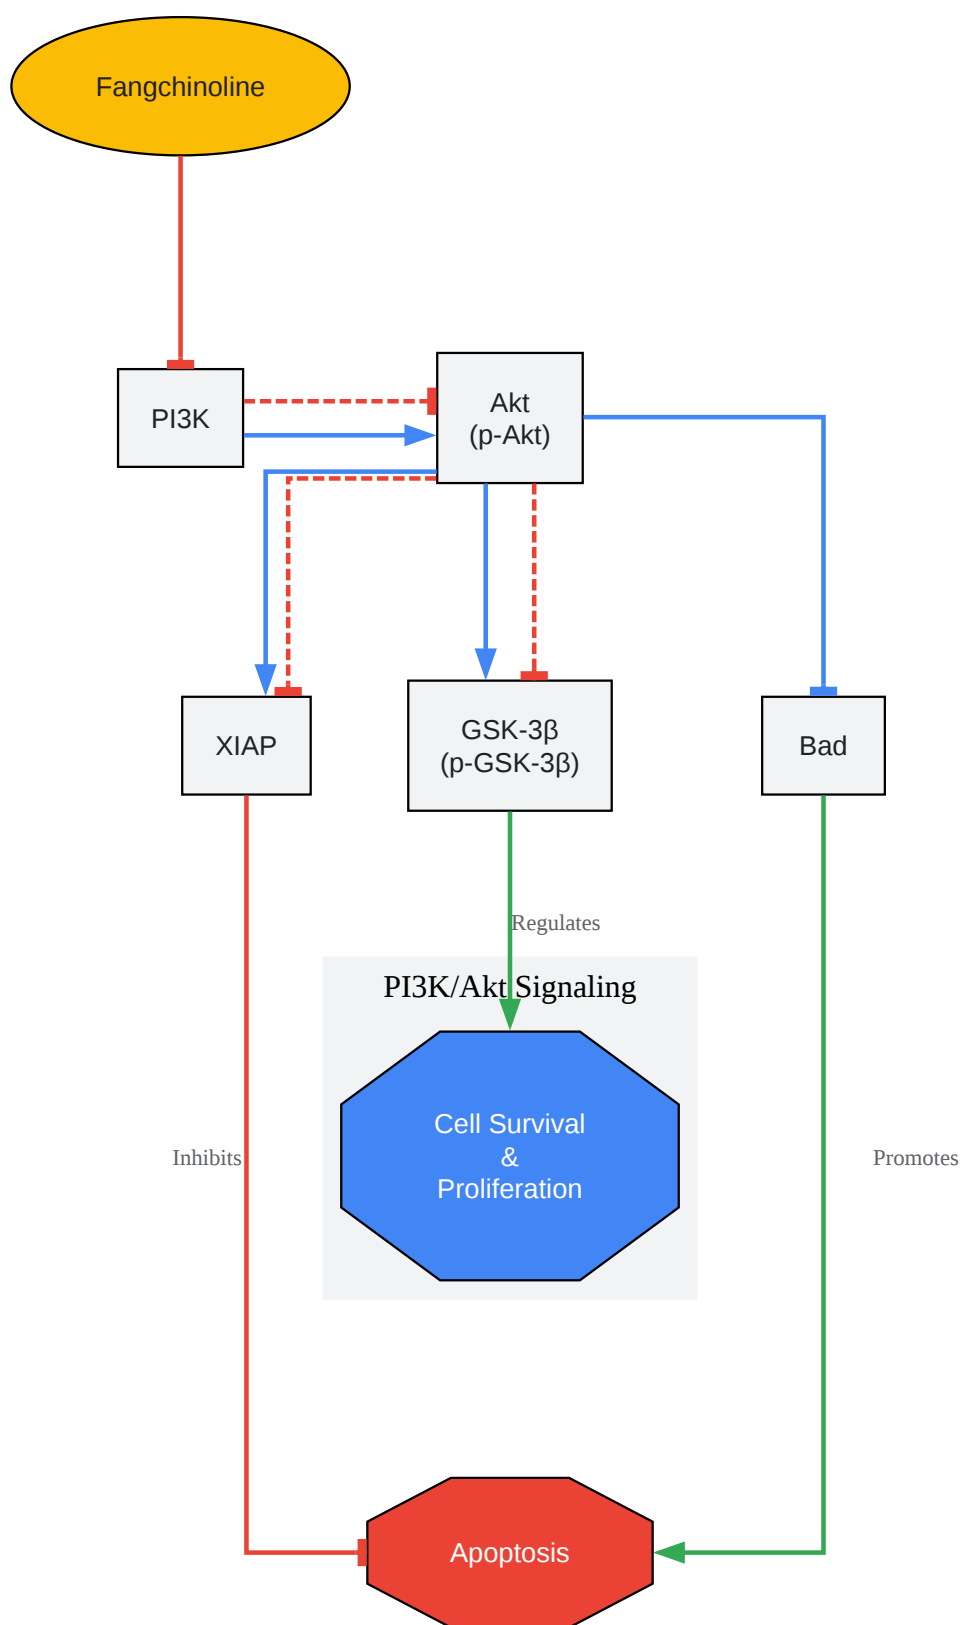 Fangchinoline
PI3K
Akt
(p-Akt)
XIAP
GSK-3β
(p-GSK-3β)
Bad
Regulates
PI3K/Akt Signaling
Cell Survival
&
Proliferation
Inhibits
Promotes
Apoptosis